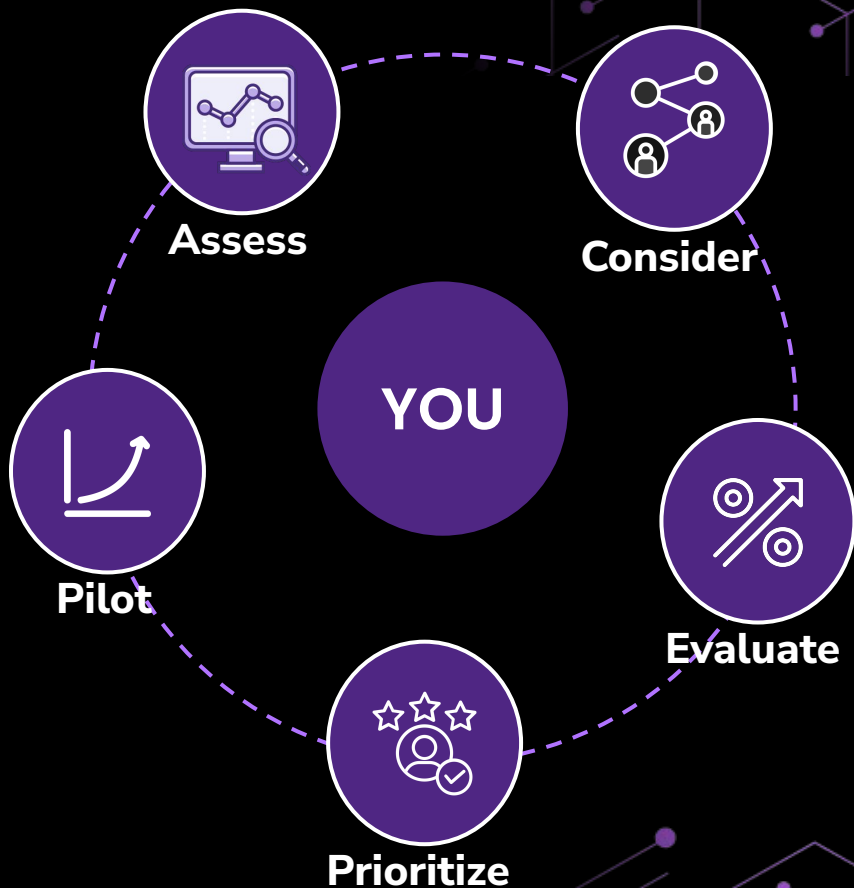 Assess
Consider
YOU
Pilot
Evaluate
Prioritize